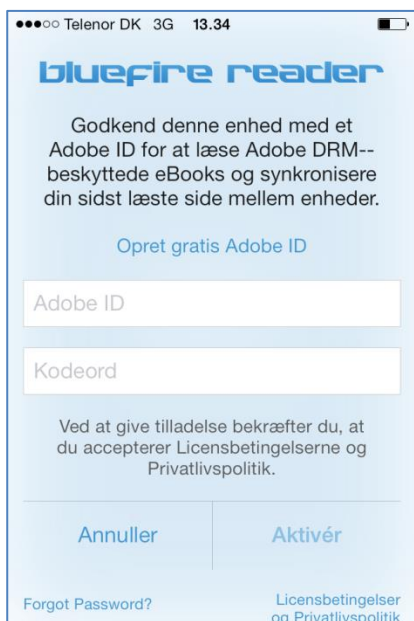 Telenor DK 3G 13.34
bluefire reader
Godkend denne enhed med et
Adobe ID for at læse Adobe DRM--
beskyttede eBooks og synkronisere
din sidst læste side mellem enheder.
Opret gratis Adobe ID
Adobe ID
Kodeord
Ved at give tilladelse bekræfter du, at
du accepterer Licensbetingelserne og
Privatlivspolitik.
Annuller Aktivér
Forgot Password? Licensbetingelser
og Privatlivspolitik